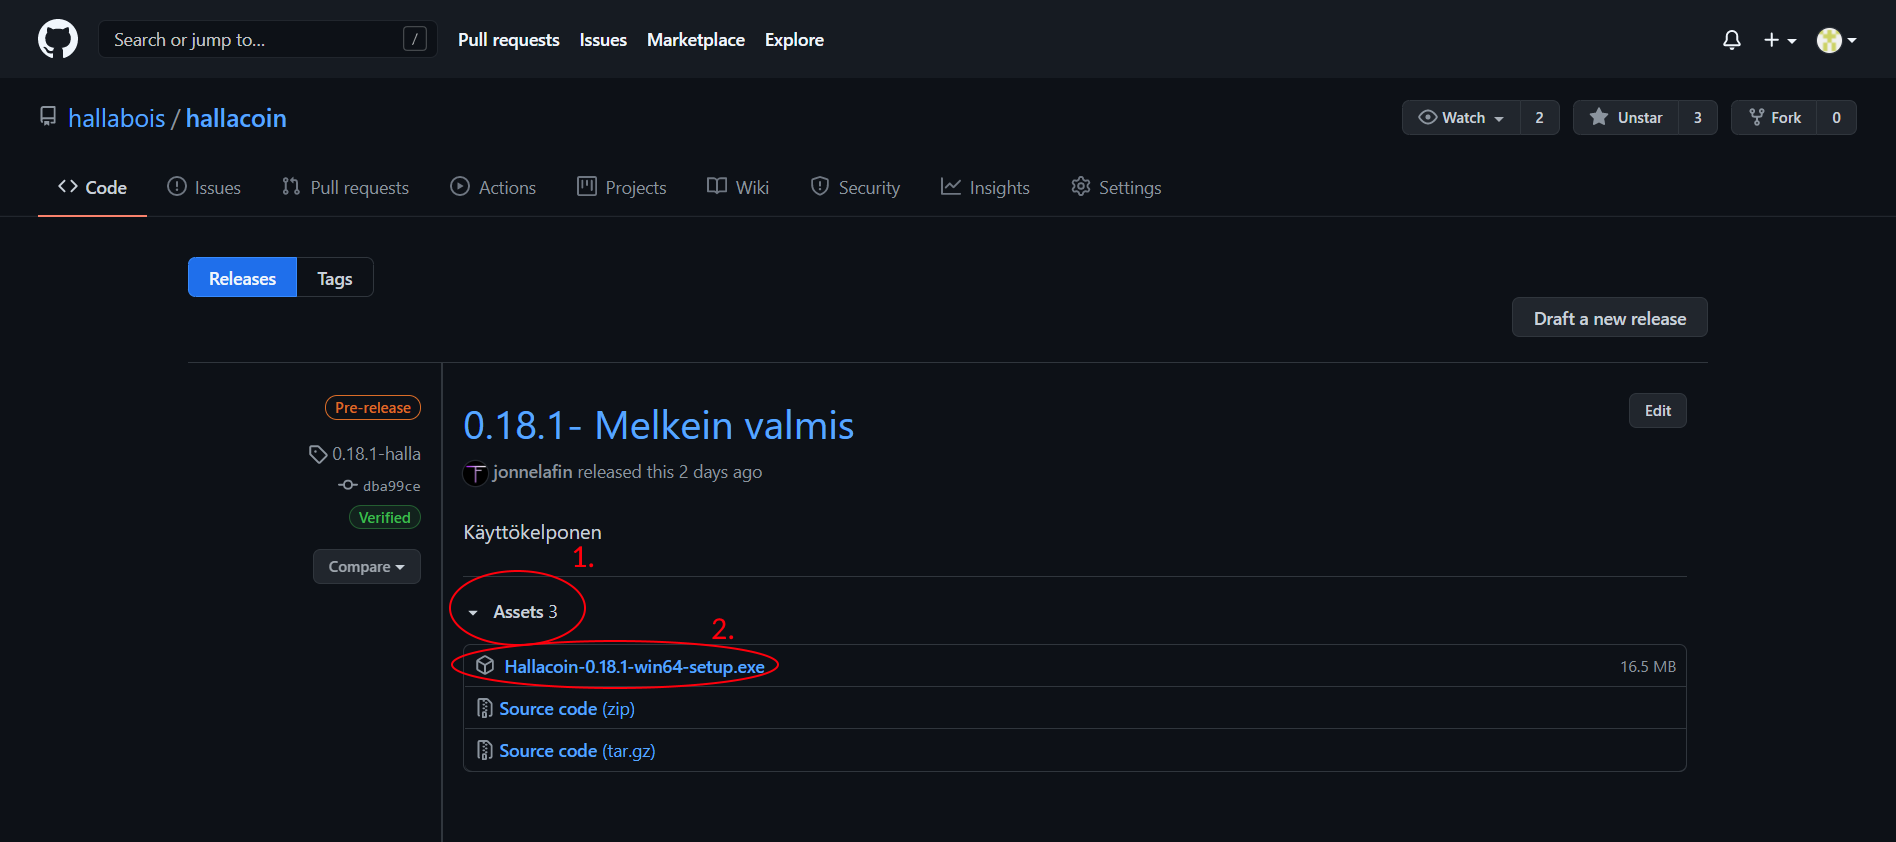 Search or jump to... / Pull requests Issues Marketplace Explore
hallabois / hallacoin Watch 2 Unstar 3 Fork 0
Code Issues Pull requests Actions Projects Wiki Security Insights Settings
Releases Tags
Draft a new release
Pre-release
0.18.1-halla
dba99ce
Verified
Compare
0.18.1- Melkein valmis Edit
jonnelafin released this 2 days ago
Käyttökelponen
1.
Assets 3
2.
Hallacoin-0.18.1-win64-setup.exe 16.5 MB
Source code (zip)
Source code (tar.gz)